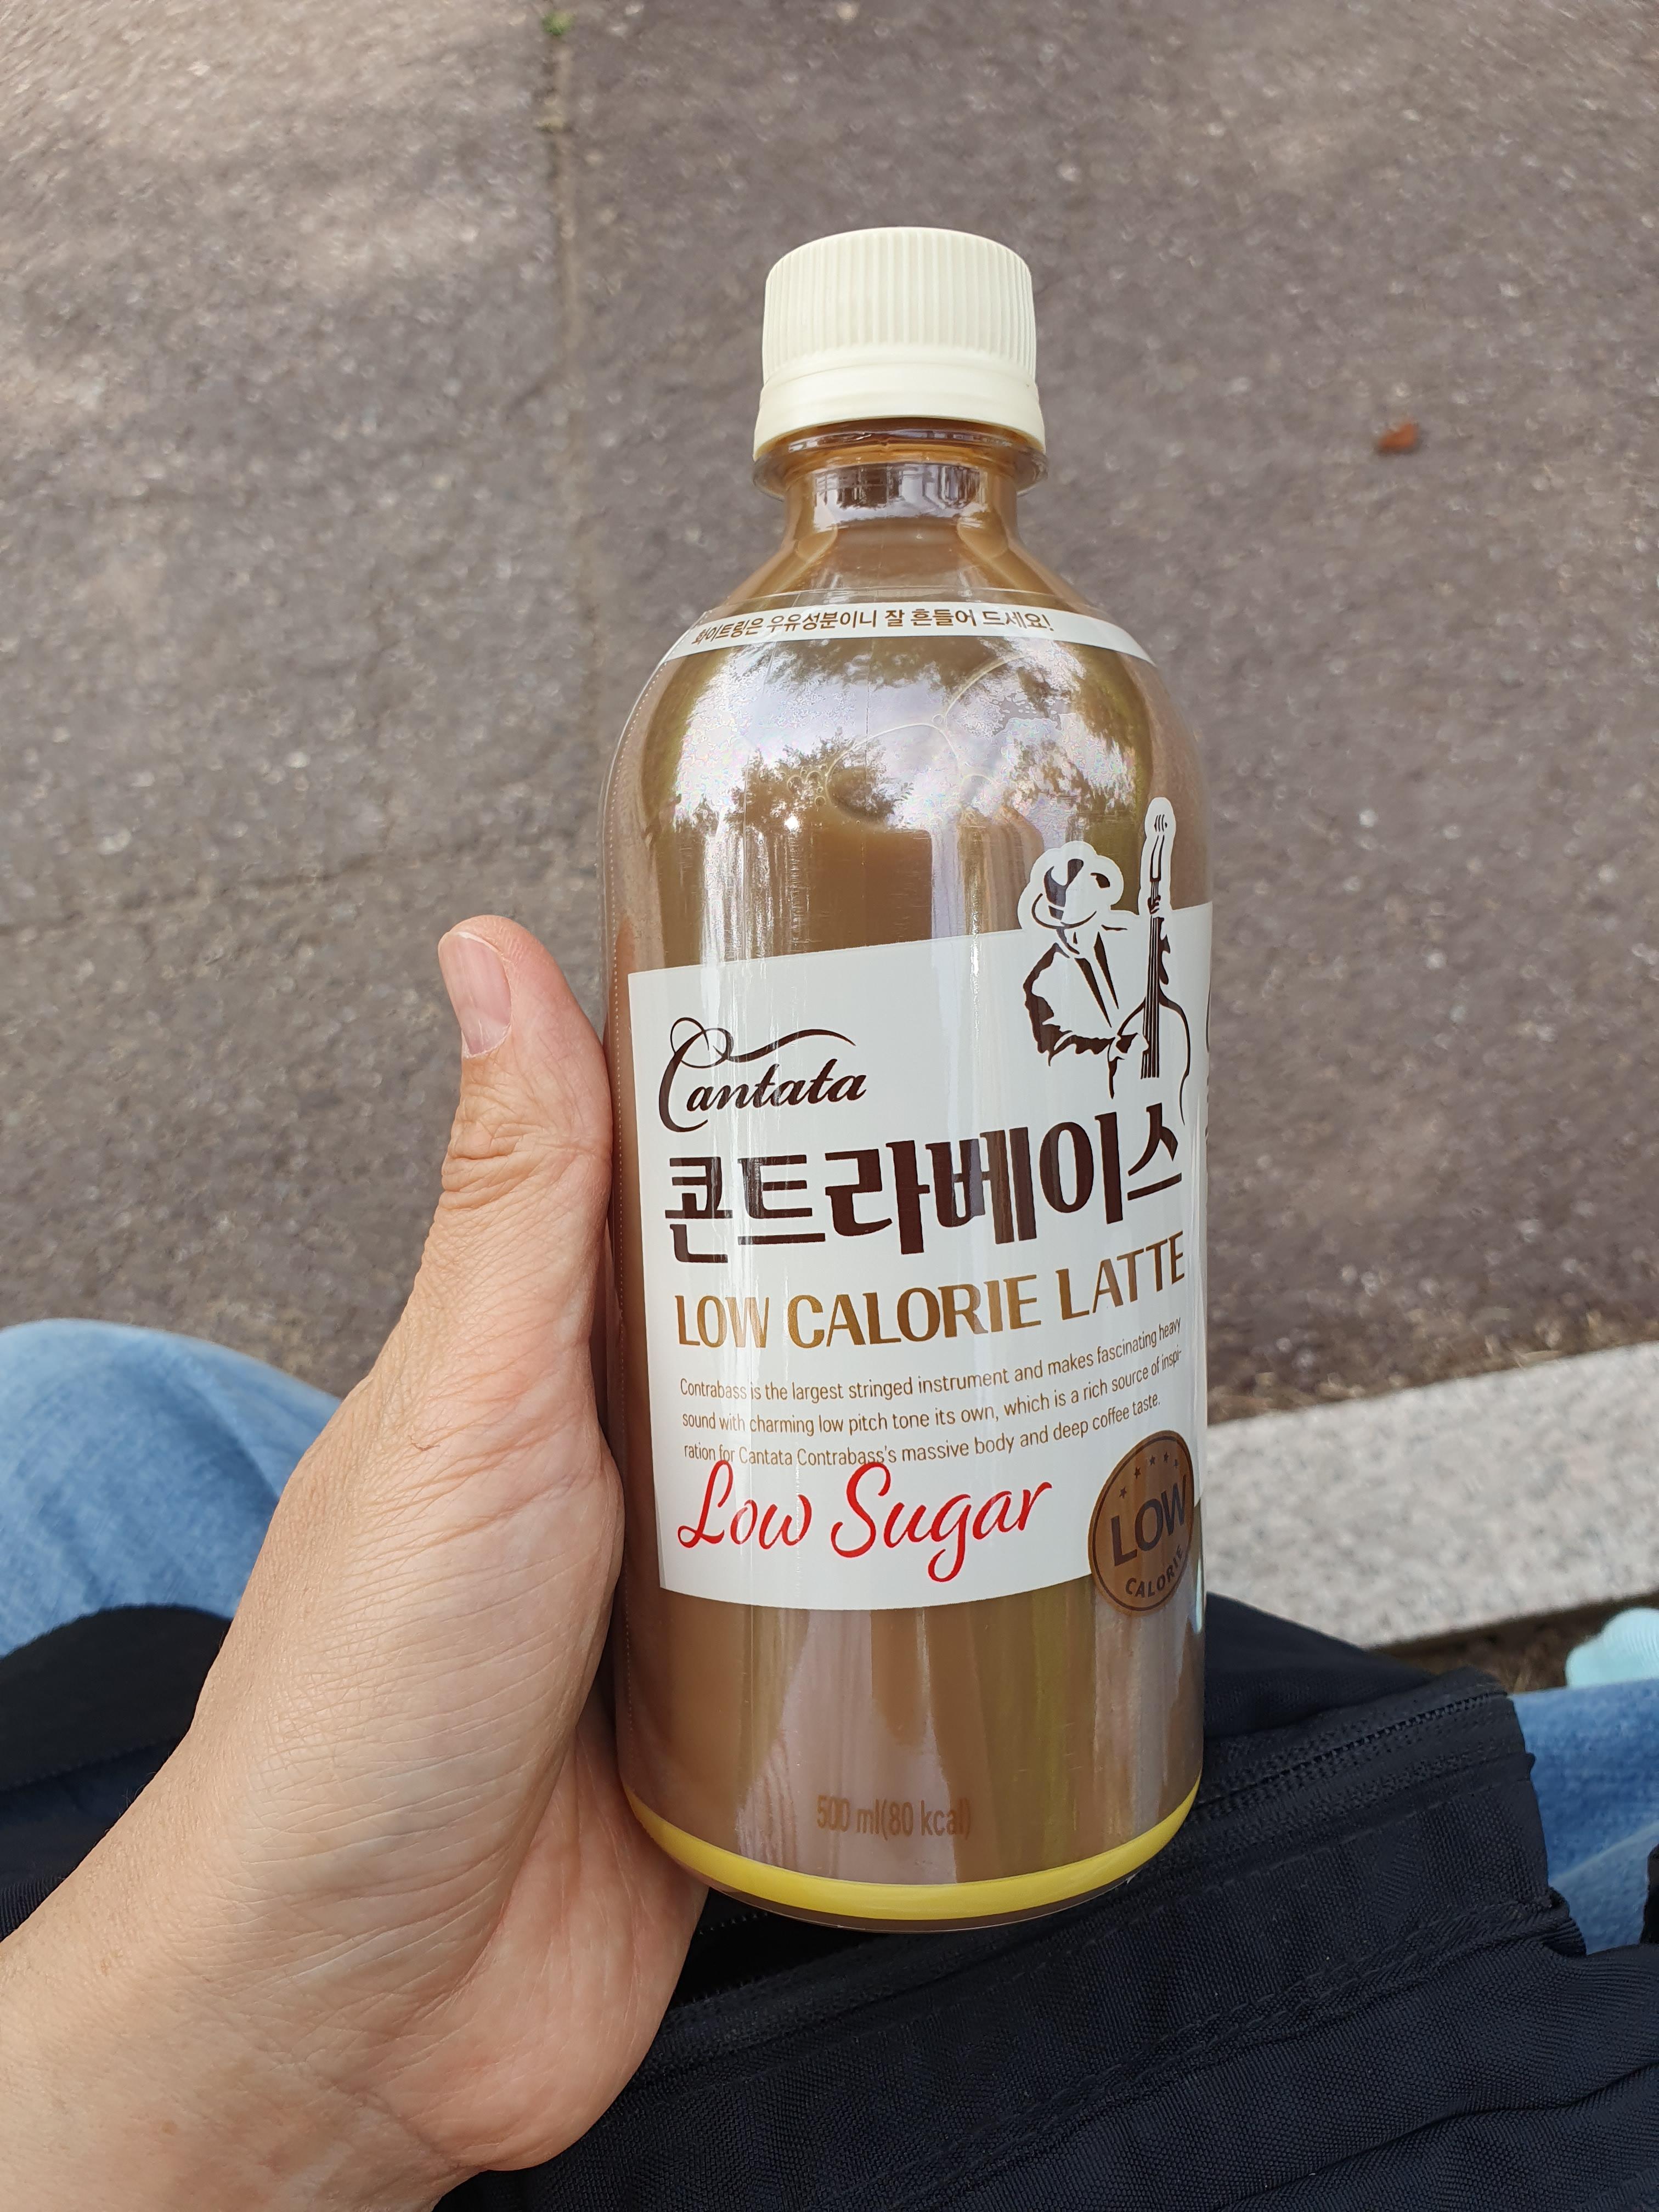 화이트링은 우유성분이니 잘 흔들어 드세요!
Cantata
콘트라베이스
LOW CALORIE LATTE
Contrabass is the largest stringed instrument and makes fascinating heavy
sound with charming low pitch tone its own, which is a rich source of inspi-
ration for Cantata Contrabass's massive body and deep coffee taste.
Low Sugar
LOW
CALORIE
500 ml(80 kcal)